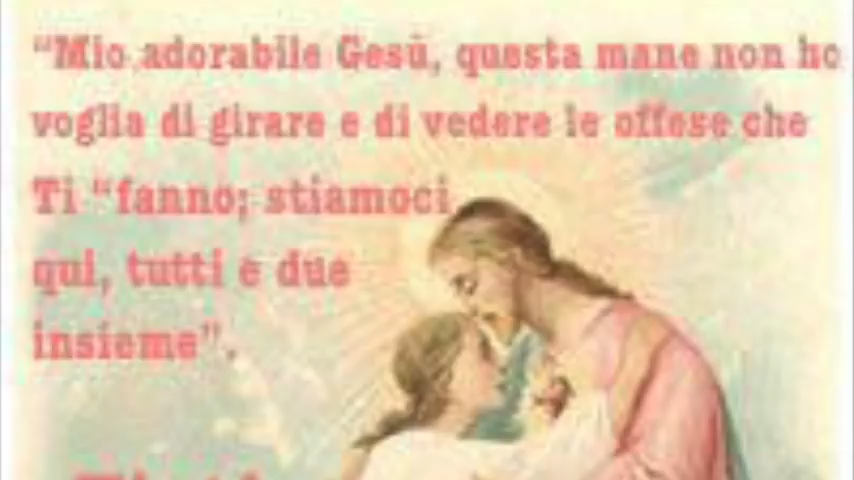 “Mio adorabile Gesù, questa mane non ho
voglia di girare e di vedere le offese che
Ti “fanno; stiamoci
qui, tutti e due
insieme”.